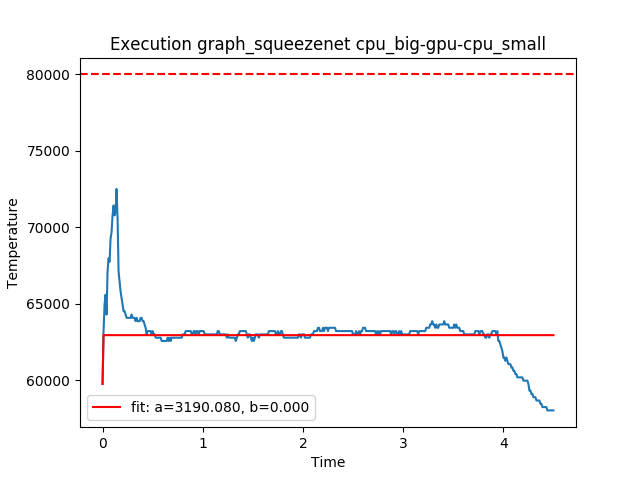 Execution graph_squeezenet cpu_big-gpu-cpu_small
80000
75000
70000
65000
60000
Temperature
fit: a=3190.080, b=0.000
0 1 2 3 4
Time